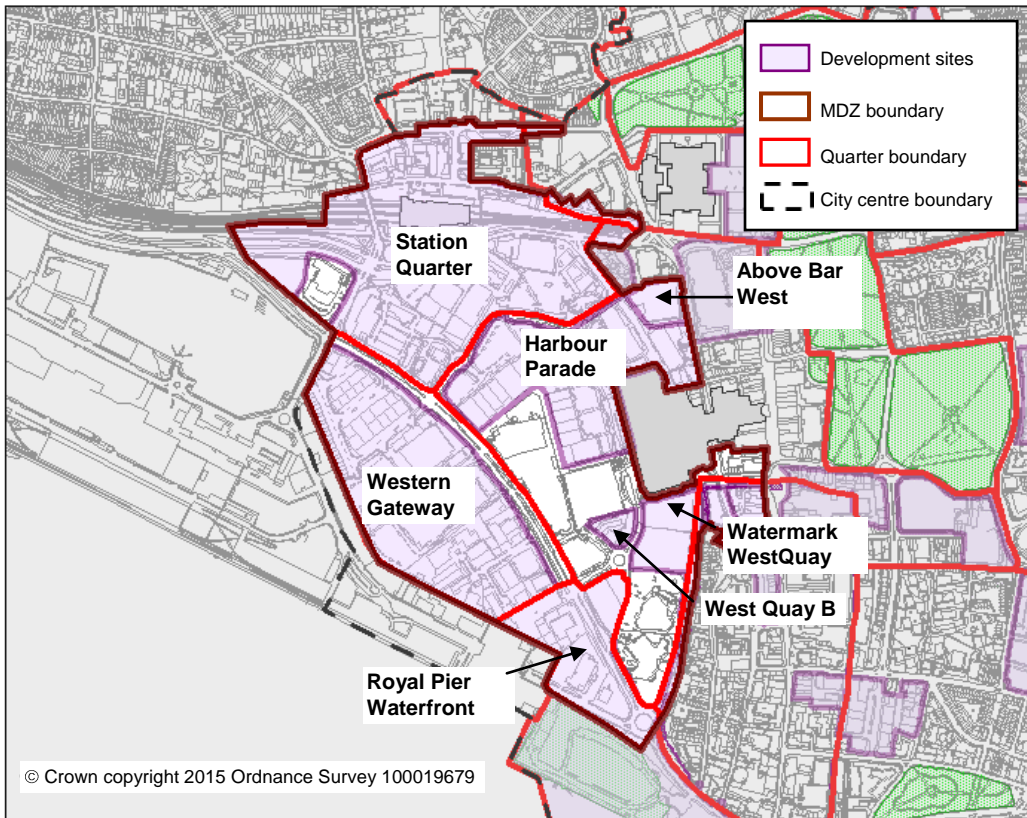 Development sites
MDZ boundary
Quarter boundary
City centre boundary
Station
Quarter
Above Bar
West
Harbour
Parade
Western
Gateway
Watermark
WestQuay
West Quay B
Royal Pier
Waterfront
© Crown copyright 2015 Ordnance Survey 100019679